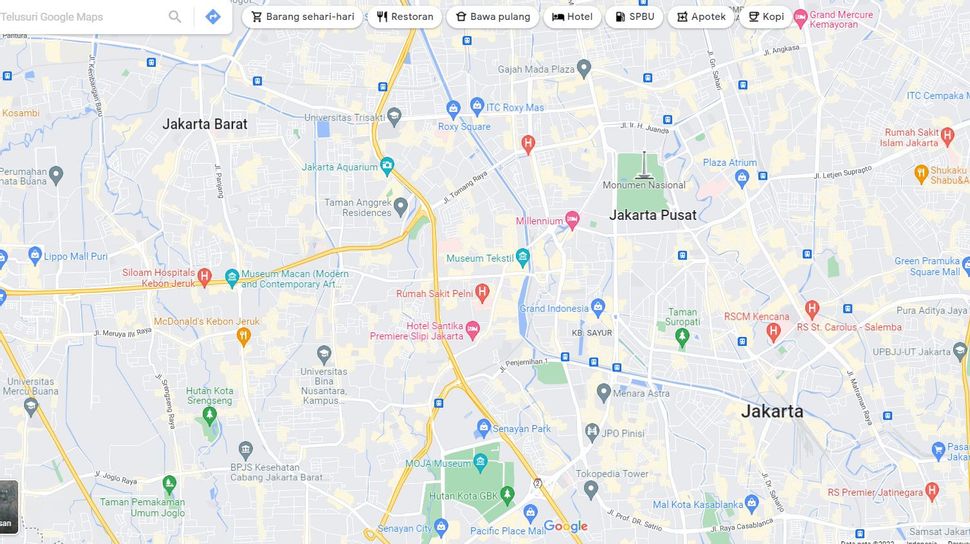 Telusuri Google Maps
Barang sehari-hari
Restoran
Bawa pulang
Hotel
SPBU
Apotek
Kopi
Grand Mercure
Kemayoran
Jl. Angkasa
Jl. Gn. Sahari
Gajah Mada Plaza
Jl. Panjang
Kosambi
Jl. Kembangan Baru
ITC Cempaka M
ITC Roxy Mas
Roxy Square
Universitas Trisakti
Jakarta Barat
Jl. Ir. H. Juanda
Rumah Sakit
Islam Jakarta
Plaza Atrium
Jl. Letjen Suprapto
Shukaku
Shabu&A
Perumahan
nata Buana
Jl. Panjang
Jakarta Aquarium
Jl. Tomang Raya
Monumen Nasional
Jakarta Pusat
Taman Anggrek
Residences
Millennium
Lippo Mall Puri
Siloam Hospitals
Kebon Jeruk
Museum Macan (Modern
and Contemporary Art...
Museum Tekstil
Green Pramuka
Square Mall
Rumah Sakit Pelni
Grand Indonesia
Taman
Suropati
RSCM Kencana
RS St. Carolus - Salemba
Pura Aditya Jaya
McDonald's Kebon Jeruk
Jl. Meruya Ilir Raya
Hotel Santika
Premiere Slipi Jakarta
KB. SAYUR
UPBJJ-UT Jakarta
Jl. Penjernihan 1
Universitas
Mercu Buana
Jl. Srengseng Raya
Hutan Kota
Srengseng
Universitas
Bina
Nusantara,
Kampus...
Menara Astra
Jl. Matraman Raya
Jakarta
Senayan Park
JPO Pinisi
BPJS Kesehatan
Cabang Jakarta Barat
MOJA Museum
Tokopedia Tower
Jl. Joglo Raya
Taman Pemakaman
Umum Joglo
Hutan Kota GBK
Jl. Dr. Saharjo
RS Premier Jatinegara
Mal Kota Kasablanka
Senayan City
Pacific Place Mall
Google
Jl. Prof. DR. Satrio
Jl. Raya Casablanca
Samsat Jakarta